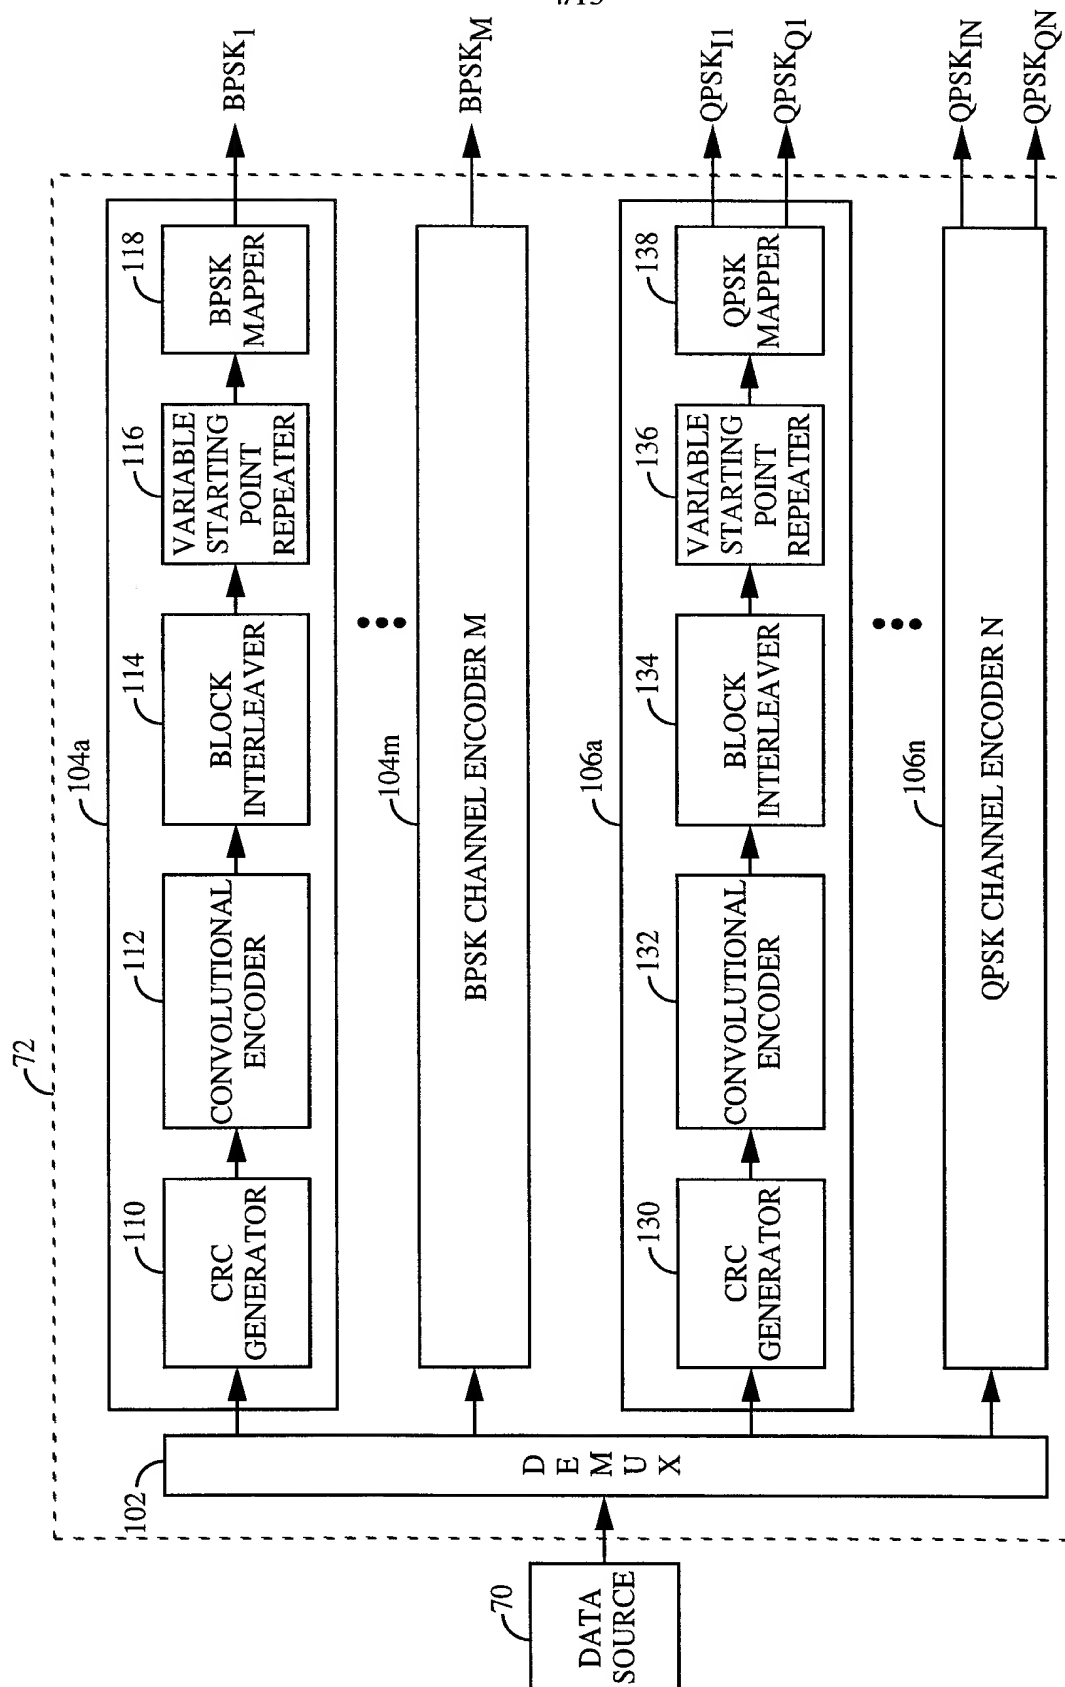 72
104a
110
112
114
116
118
CRC
GENERATOR
CONVOLUTIONAL
ENCODER
BLOCK
INTERLEAVER
VARIABLE
STARTING
POINT
REPEATER
BPSK
MAPPER
BPSK1
102
104m
BPSK CHANNEL ENCODER M
BPSKM
70
DATA
SOURCE
D
E
M
U
X
106a
130
132
134
136
138
CRC
GENERATOR
CONVOLUTIONAL
ENCODER
BLOCK
INTERLEAVER
VARIABLE
STARTING
POINT
REPEATER
QPSK
MAPPER
QPSKI1
QPSKQ1
106n
QPSK CHANNEL ENCODER N
QPSKIN
QPSKQN